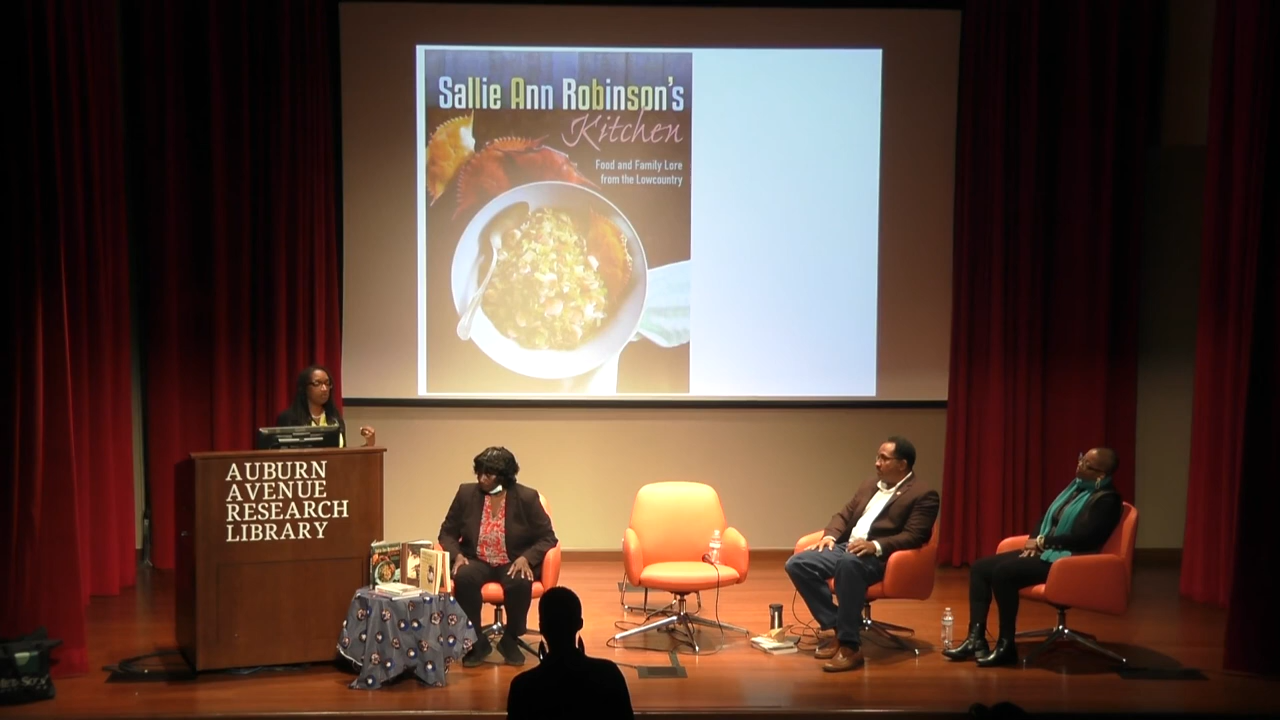 Sallie Ann Robinson's
Kitchen
Food and Family Lore
from the Lowcountry
AUBURN
AVENUE
RESEARCH
LIBRARY